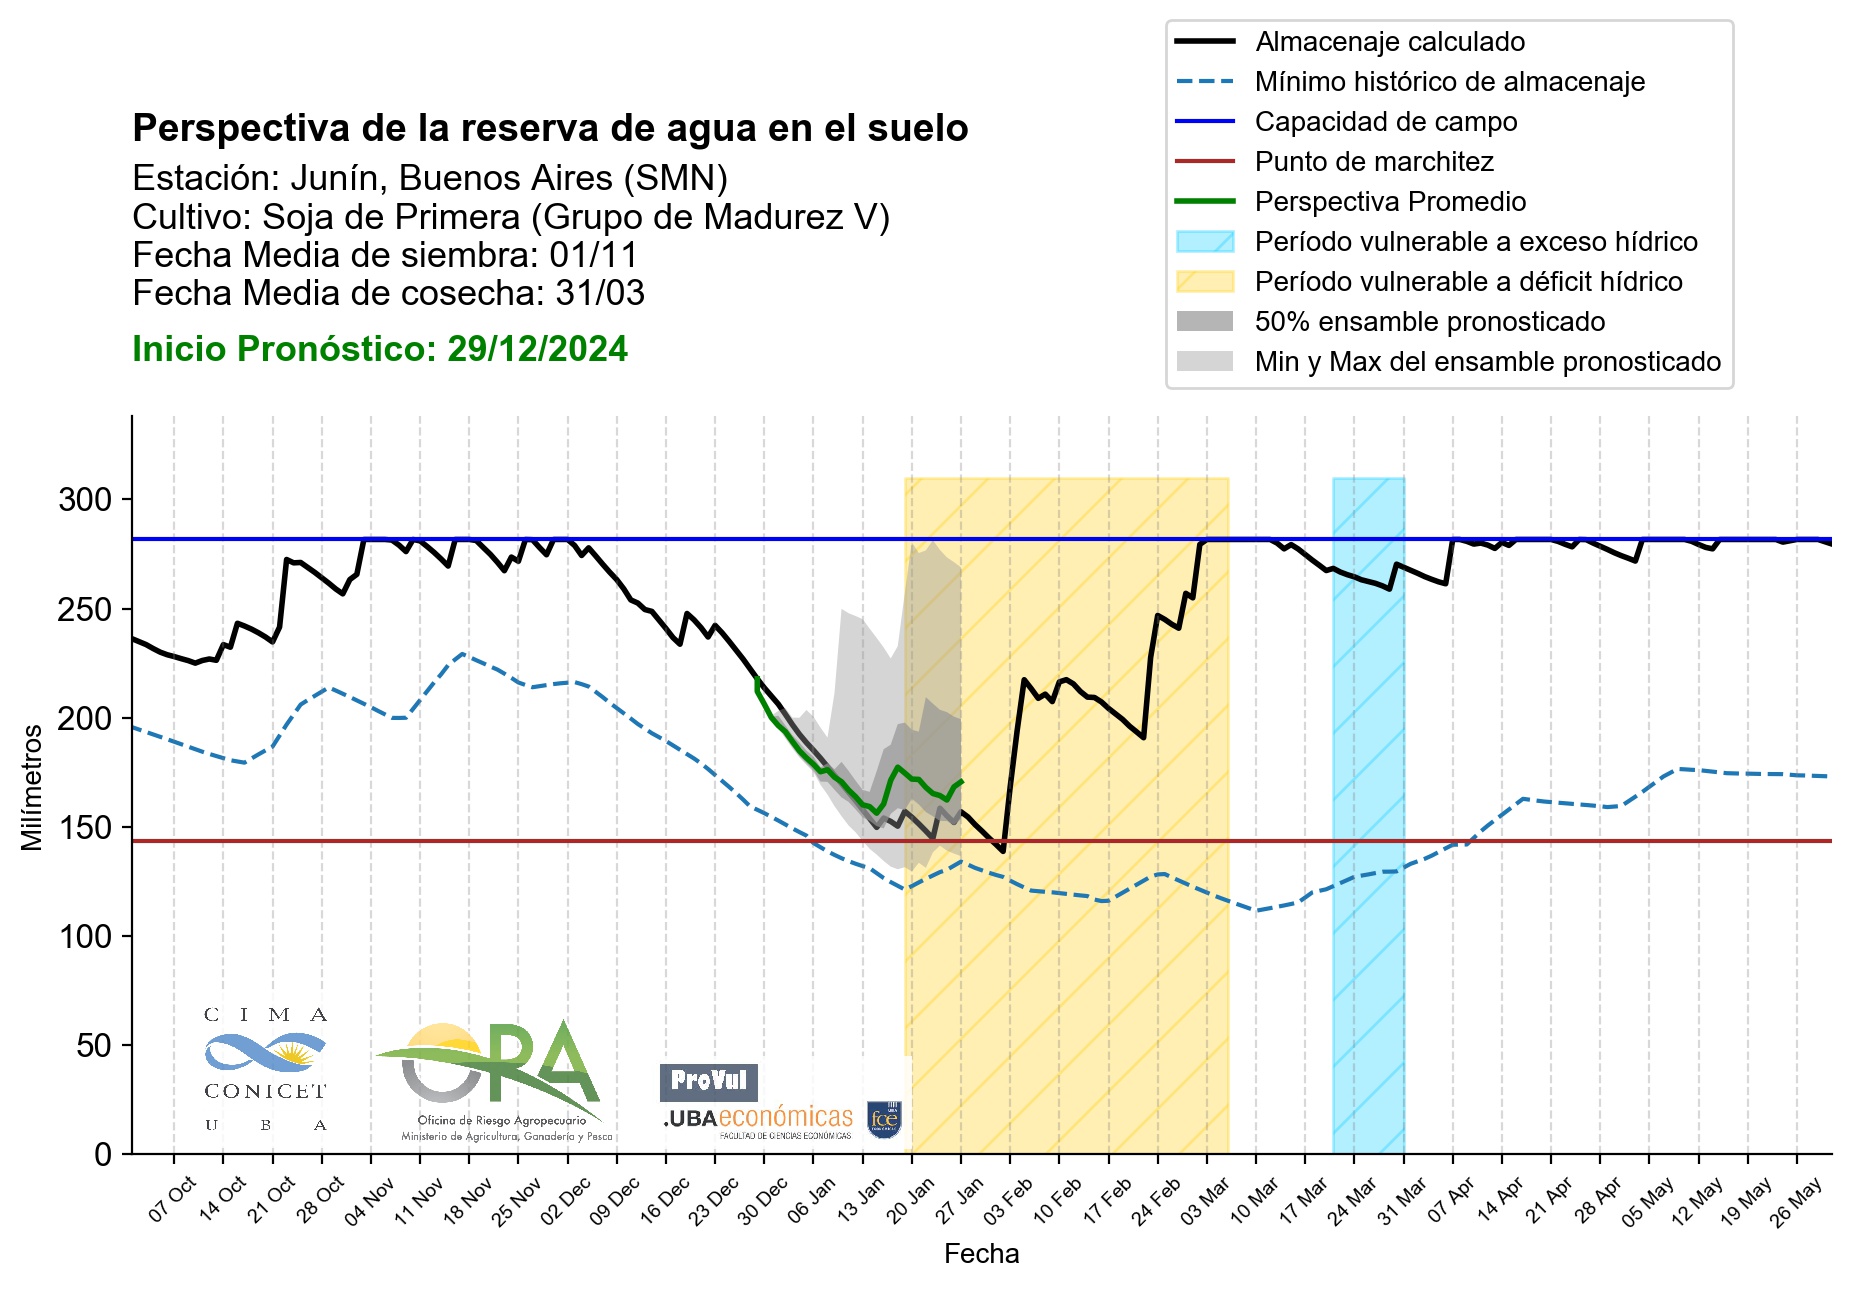 Almacenaje calculado
Mínimo histórico de almacenaje
Capacidad de campo
Punto de marchitez
Perspectiva Promedio
Período vulnerable a exceso hídrico
Período vulnerable a déficit hídrico
50% ensamble pronosticado
Min y Max del ensamble pronosticado
Perspectiva de la reserva de agua en el suelo
Estación: Junín, Buenos Aires (SMN)
Cultivo: Soja de Primera (Grupo de Madurez V)
Fecha Media de siembra: 01/11
Fecha Media de cosecha: 31/03
Inicio Pronóstico: 29/12/2024
Milímetros
300
250
200
150
100
50
0
CIMA
CONICET
UBA
ORA
Oficina de Riesgo Agropecuario
Ministerio de Agricultura, Ganadería y Pesca
ProVul
.UBAeconómicas
FACULTAD DE CIENCIAS ECONÓMICAS
fce
07 Oct
14 Oct
21 Oct
28 Oct
04 Nov
11 Nov
18 Nov
25 Nov
02 Dec
09 Dec
16 Dec
23 Dec
30 Dec
06 Jan
13 Jan
20 Jan
27 Jan
03 Feb
10 Feb
17 Feb
24 Feb
03 Mar
10 Mar
17 Mar
24 Mar
31 Mar
07 Apr
14 Apr
21 Apr
28 Apr
05 May
12 May
19 May
26 May
Fecha